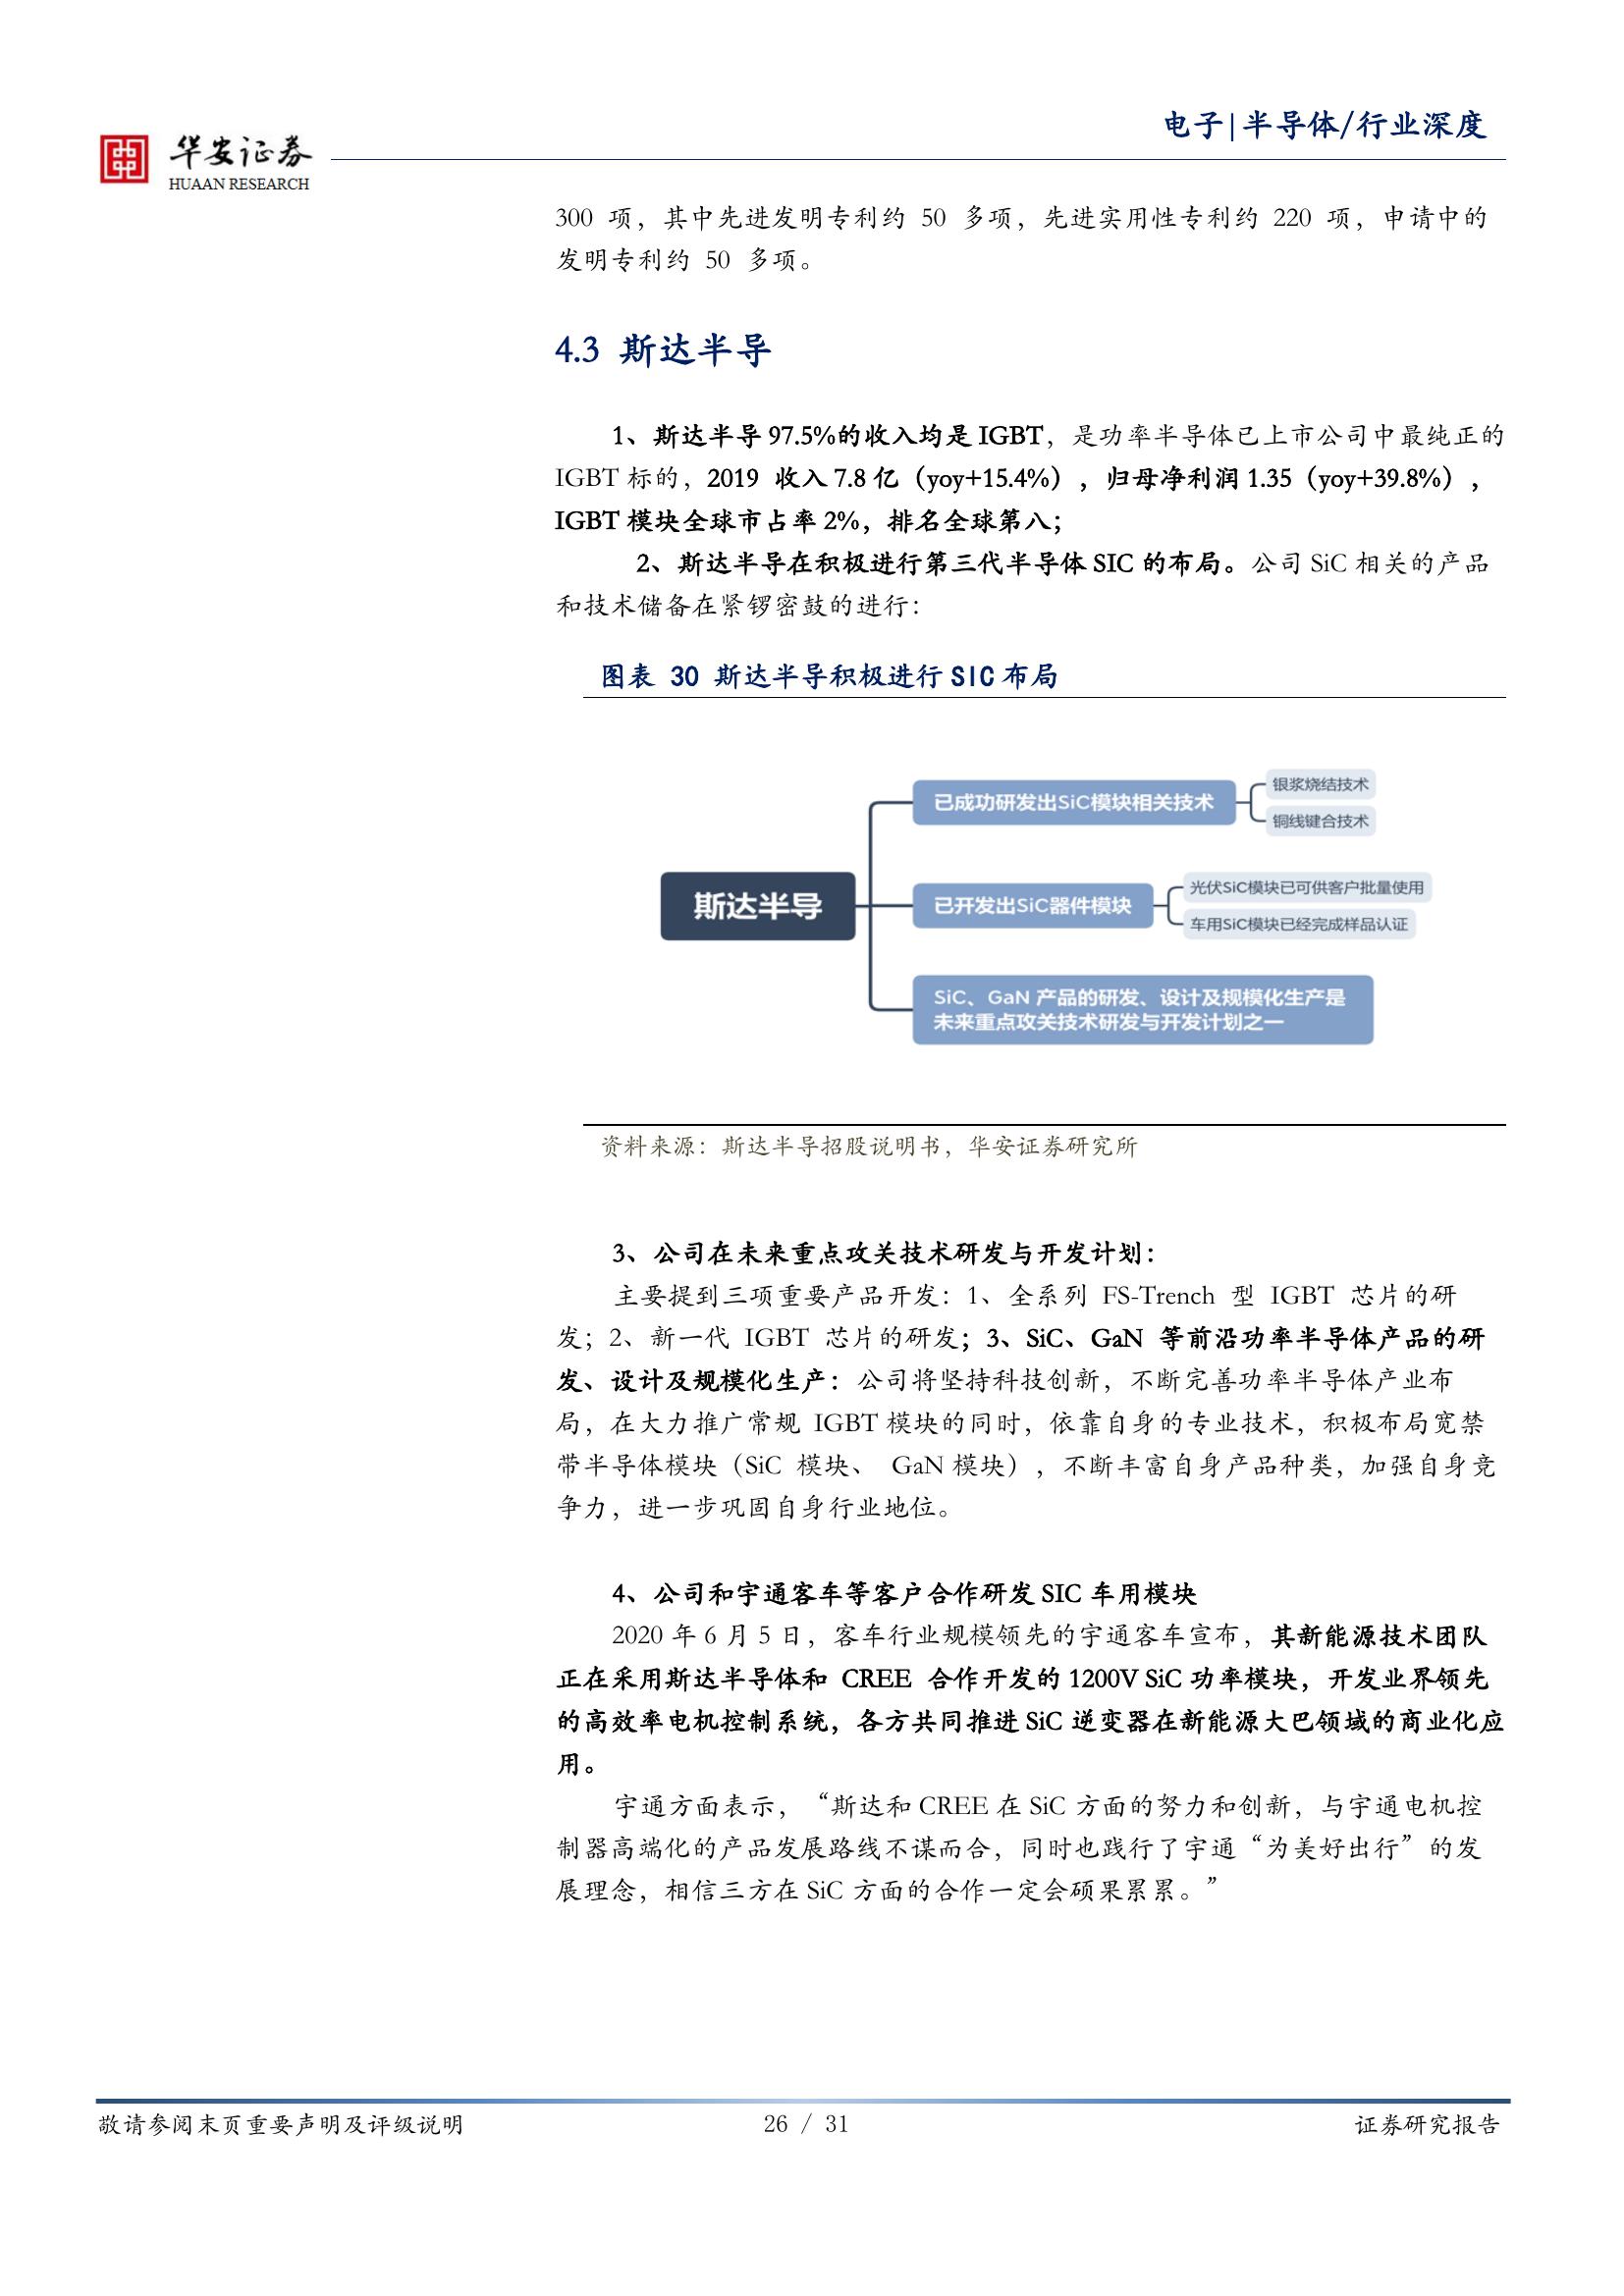 电子|半导体/行业深度
华安证券
HUAAN RESEARCH
300 项，其中先进发明专利约 50 多项，先进实用性专利约 220 项，申请中的
发明专利约 50 多项。
4.3 斯达半导
1、斯达半导 97.5%的收入均是 IGBT，是功率半导体已上市公司中最纯正的
IGBT 标的，2019 收入 7.8 亿（yoy+15.4%），归母净利润 1.35（yoy+39.8%），
IGBT 模块全球市占率 2%，排名全球第八；
2、斯达半导在积极进行第三代半导体 SIC 的布局。公司 SiC 相关的产品
和技术储备在紧锣密鼓的进行：
图表 30 斯达半导积极进行 SIC 布局
斯达半导
已成功研发出SiC模块相关技术
银浆烧结技术
铜线键合技术
已开发出SiC器件模块
光伏SiC模块已可供客户批量使用
车用SiC模块已经完成样品认证
SiC、GaN 产品的研发、设计及规模化生产是
未来重点攻关技术研发与开发计划之一
资料来源：斯达半导招股说明书，华安证券研究所
3、公司在未来重点攻关技术研发与开发计划：
主要提到三项重要产品开发：1、全系列 FS-Trench 型 IGBT 芯片的研
发；2、新一代 IGBT 芯片的研发；3、SiC、GaN 等前沿功率半导体产品的研
发、设计及规模化生产：公司将坚持科技创新，不断完善功率半导体产业布
局，在大力推广常规 IGBT 模块的同时，依靠自身的专业技术，积极布局宽禁
带半导体模块（SiC 模块、 GaN 模块），不断丰富自身产品种类，加强自身竞
争力，进一步巩固自身行业地位。
4、公司和宇通客车等客户合作研发 SIC 车用模块
2020 年 6 月 5 日，客车行业规模领先的宇通客车宣布，其新能源技术团队
正在采用斯达半导体和 CREE 合作开发的 1200V SiC 功率模块，开发业界领先
的高效率电机控制系统，各方共同推进 SiC 逆变器在新能源大巴领域的商业化应
用。
宇通方面表示，“斯达和 CREE 在 SiC 方面的努力和创新，与宇通电机控
制器高端化的产品发展路线不谋而合，同时也践行了宇通“为美好出行”的发
展理念，相信三方在 SiC 方面的合作一定会硕果累累。”
敬请参阅末页重要声明及评级说明
26 / 31
证券研究报告